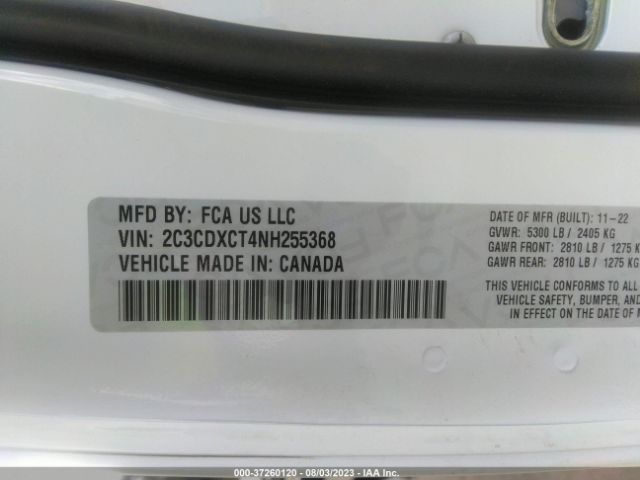 MFD BY: FCA US LLC
VIN: 2C3CDXCT4NH255368
VEHICLE MADE IN: CANADA
DATE OF MFR (BUILT): 11-22
GVWR: 5300 LB / 2405 KG
GAWR FRONT: 2810 LB / 1275 K
GAWR REAR: 2810 LB / 1275 KG
THIS VEHICLE CONFORMS TO ALL
VEHICLE SAFETY, BUMPER, AND
IN EFFECT ON THE DATE OF M
000-37260120 - 08/03/2023 - IAA Inc.